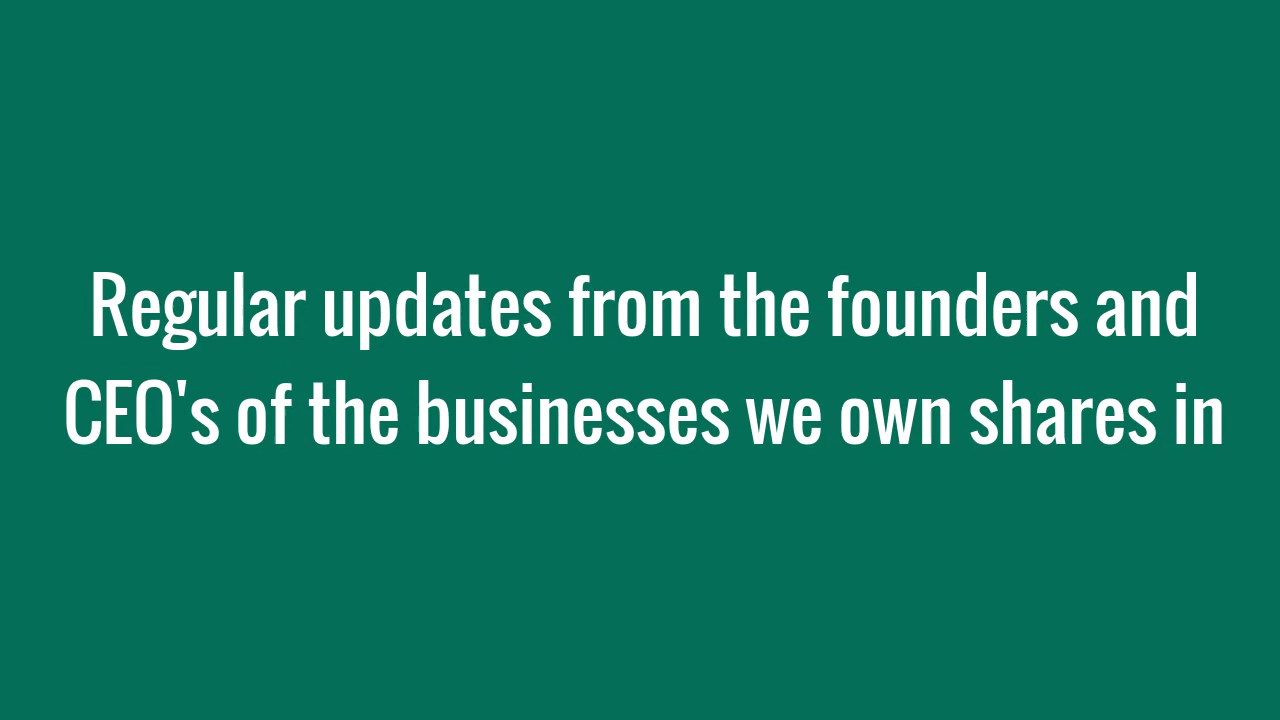 Regular updates from the founders and
CEO's of the businesses we own shares in